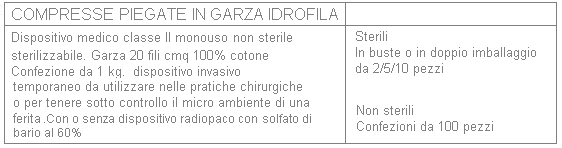 COMPRESSE PIEGATE IN GARZA IDROFILA
Dispositivo medico classe II monouso non sterile
sterilizzabile. Garza 20 fili cmq 100% cotone
Confezione da 1 kg. dispositivo invasivo
temporaneo da utilizzare nelle pratiche chirurgiche
o per tenere sotto controllo il micro ambiente di una
ferita .Con o senza dispositivo radiopaco con solfato di
bario al 60%
Sterili
In buste o in doppio imballaggio
da 2/5/10 pezzi
Non sterili
Confezioni da 100 pezzi